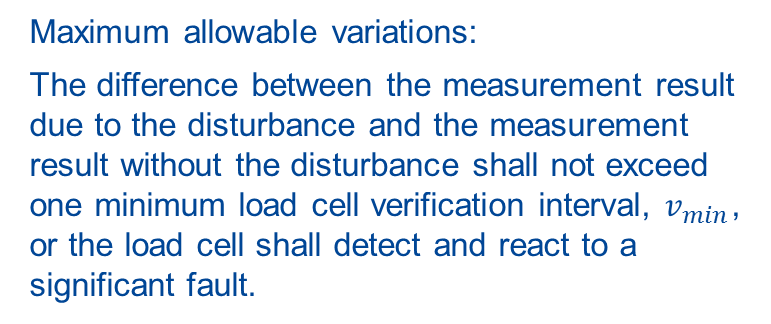 Maximum allowable variations:
The difference between the measurement result
due to the disturbance and the measurement
result without the disturbance shall not exceed
one minimum load cell verification interval, v_min,
or the load cell shall detect and react to a
significant fault.